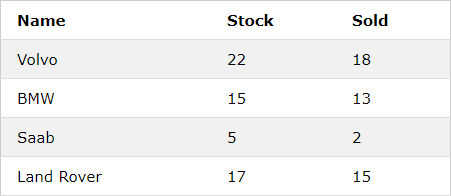 Name Stock Sold
Volvo 22 18
BMW 15 13
Saab 5 2
Land Rover 17 15